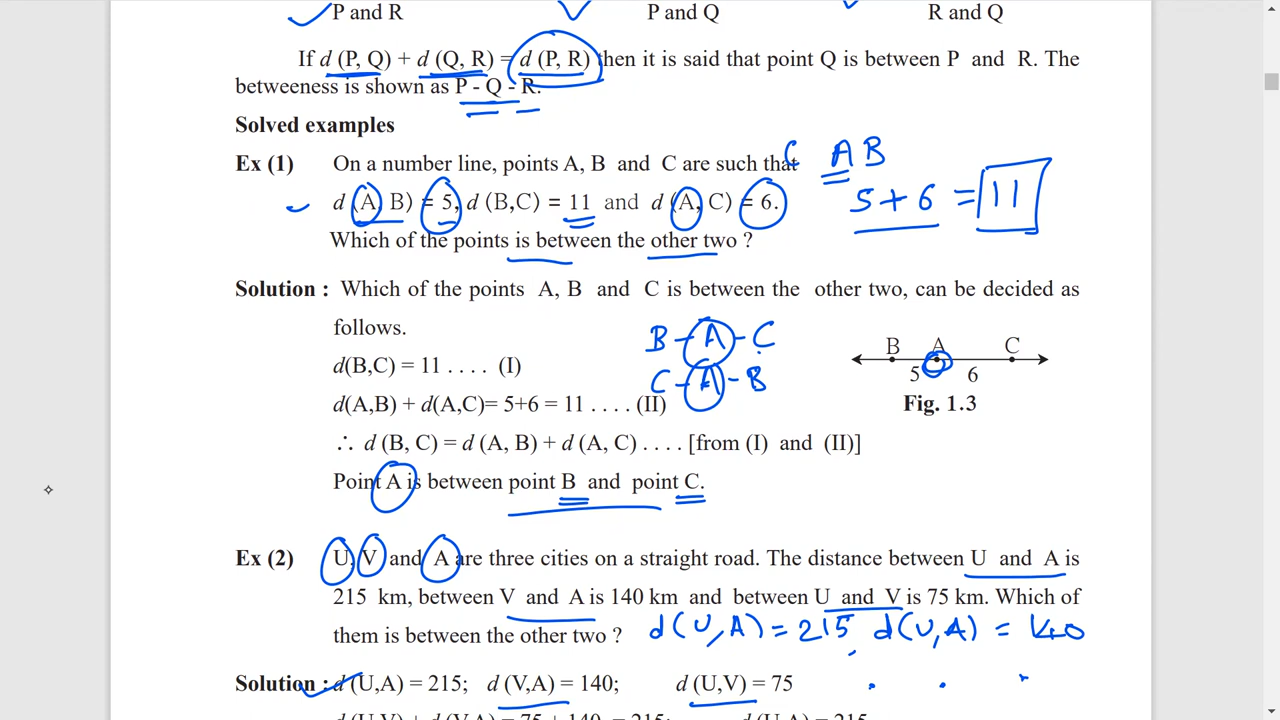 P and R P and Q R and Q
If d (P, Q) + d (Q, R) = d (P, R) then it is said that point Q is between P and R. The
betweeness is shown as P - Q - R.
Solved examples
Ex (1) On a number line, points A, B and C are such that C A B
d (A, B) = 5, d (B,C) = 11 and d (A, C) = 6. 5 + 6 = 11
Which of the points is between the other two ?
Solution : Which of the points A, B and C is between the other two, can be decided as
follows.
B - A - C
B A C
d(B,C) = 11 . . . . (I)
C - A - B
5 6
d(A,B) + d(A,C)= 5+6 = 11 . . . . (II)
Fig. 1.3
∴ d (B, C) = d (A, B) + d (A, C) . . . . [from (I) and (II)]
Point A is between point B and point C.
Ex (2) U, V and A are three cities on a straight road. The distance between U and A is
215 km, between V and A is 140 km and between U and V is 75 km. Which of
them is between the other two ? d(U,A) = 215, d(U,A) = 140
Solution : d (U,A) = 215; d (V,A) = 140; d (U,V) = 75
d (U,V) + d (V,A) = 75 + 140 = 215; d (U,A) = 215